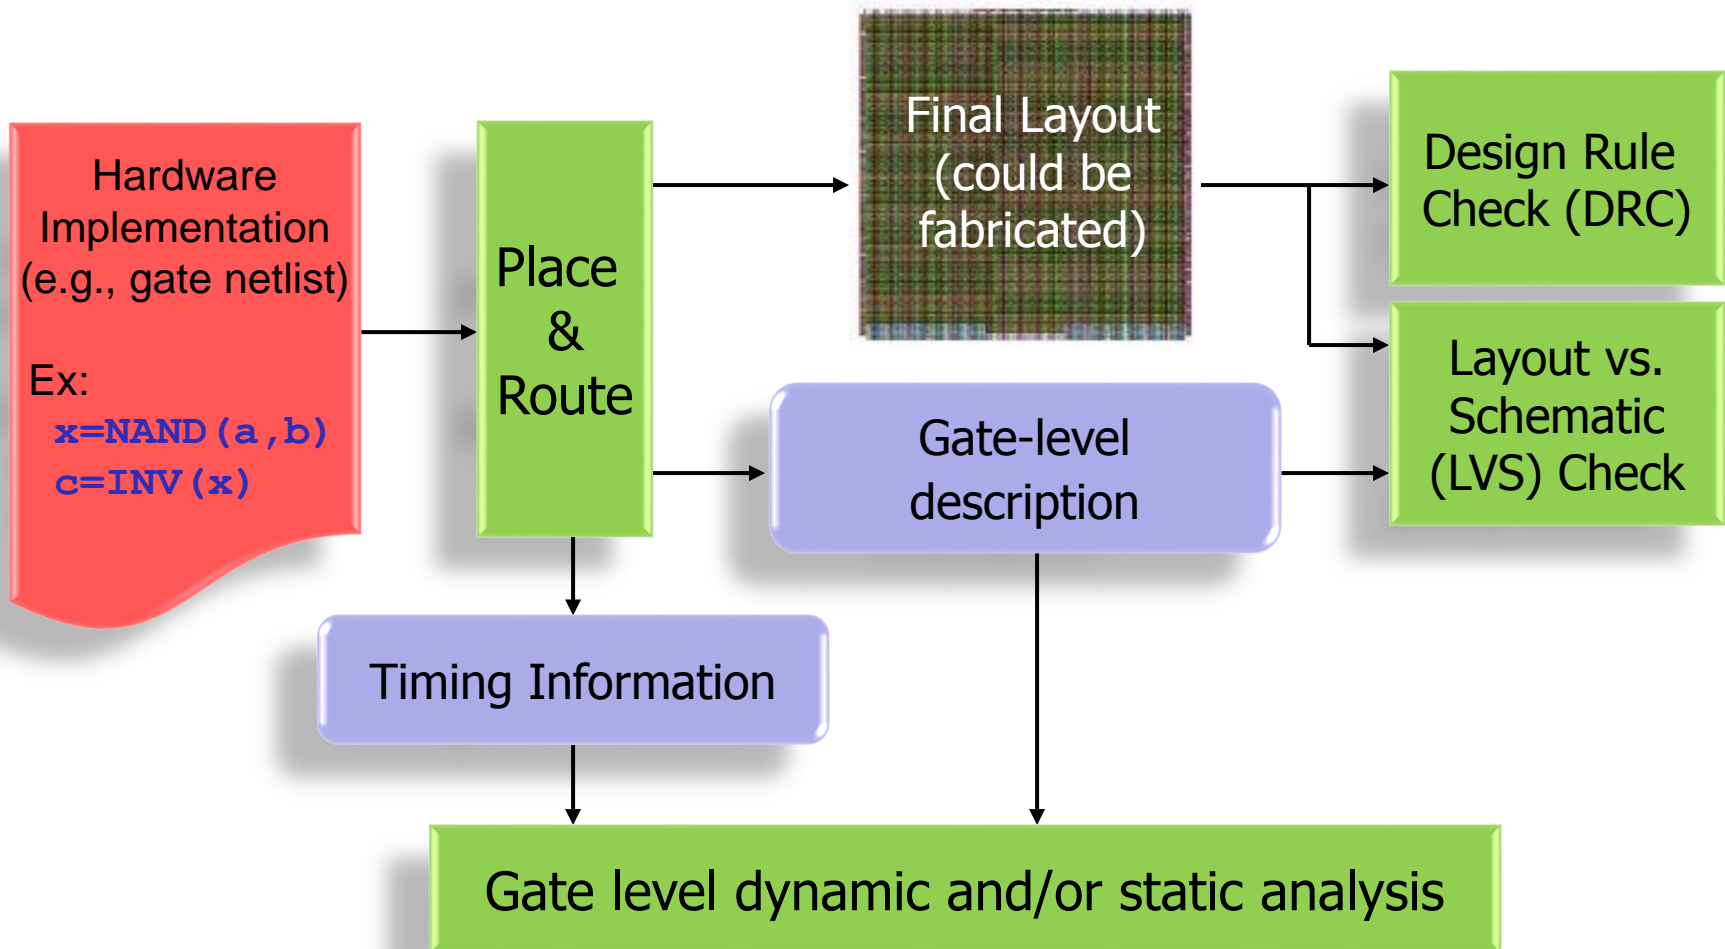 Hardware
Implementation
(e.g., gate netlist)
Ex:
x=NAND(a,b)
c=INV(x)
Place
&
Route
Final Layout
(could be
fabricated)
Design Rule
Check (DRC)
Layout vs.
Schematic
(LVS) Check
Gate-level
description
Timing Information
Gate level dynamic and/or static analysis